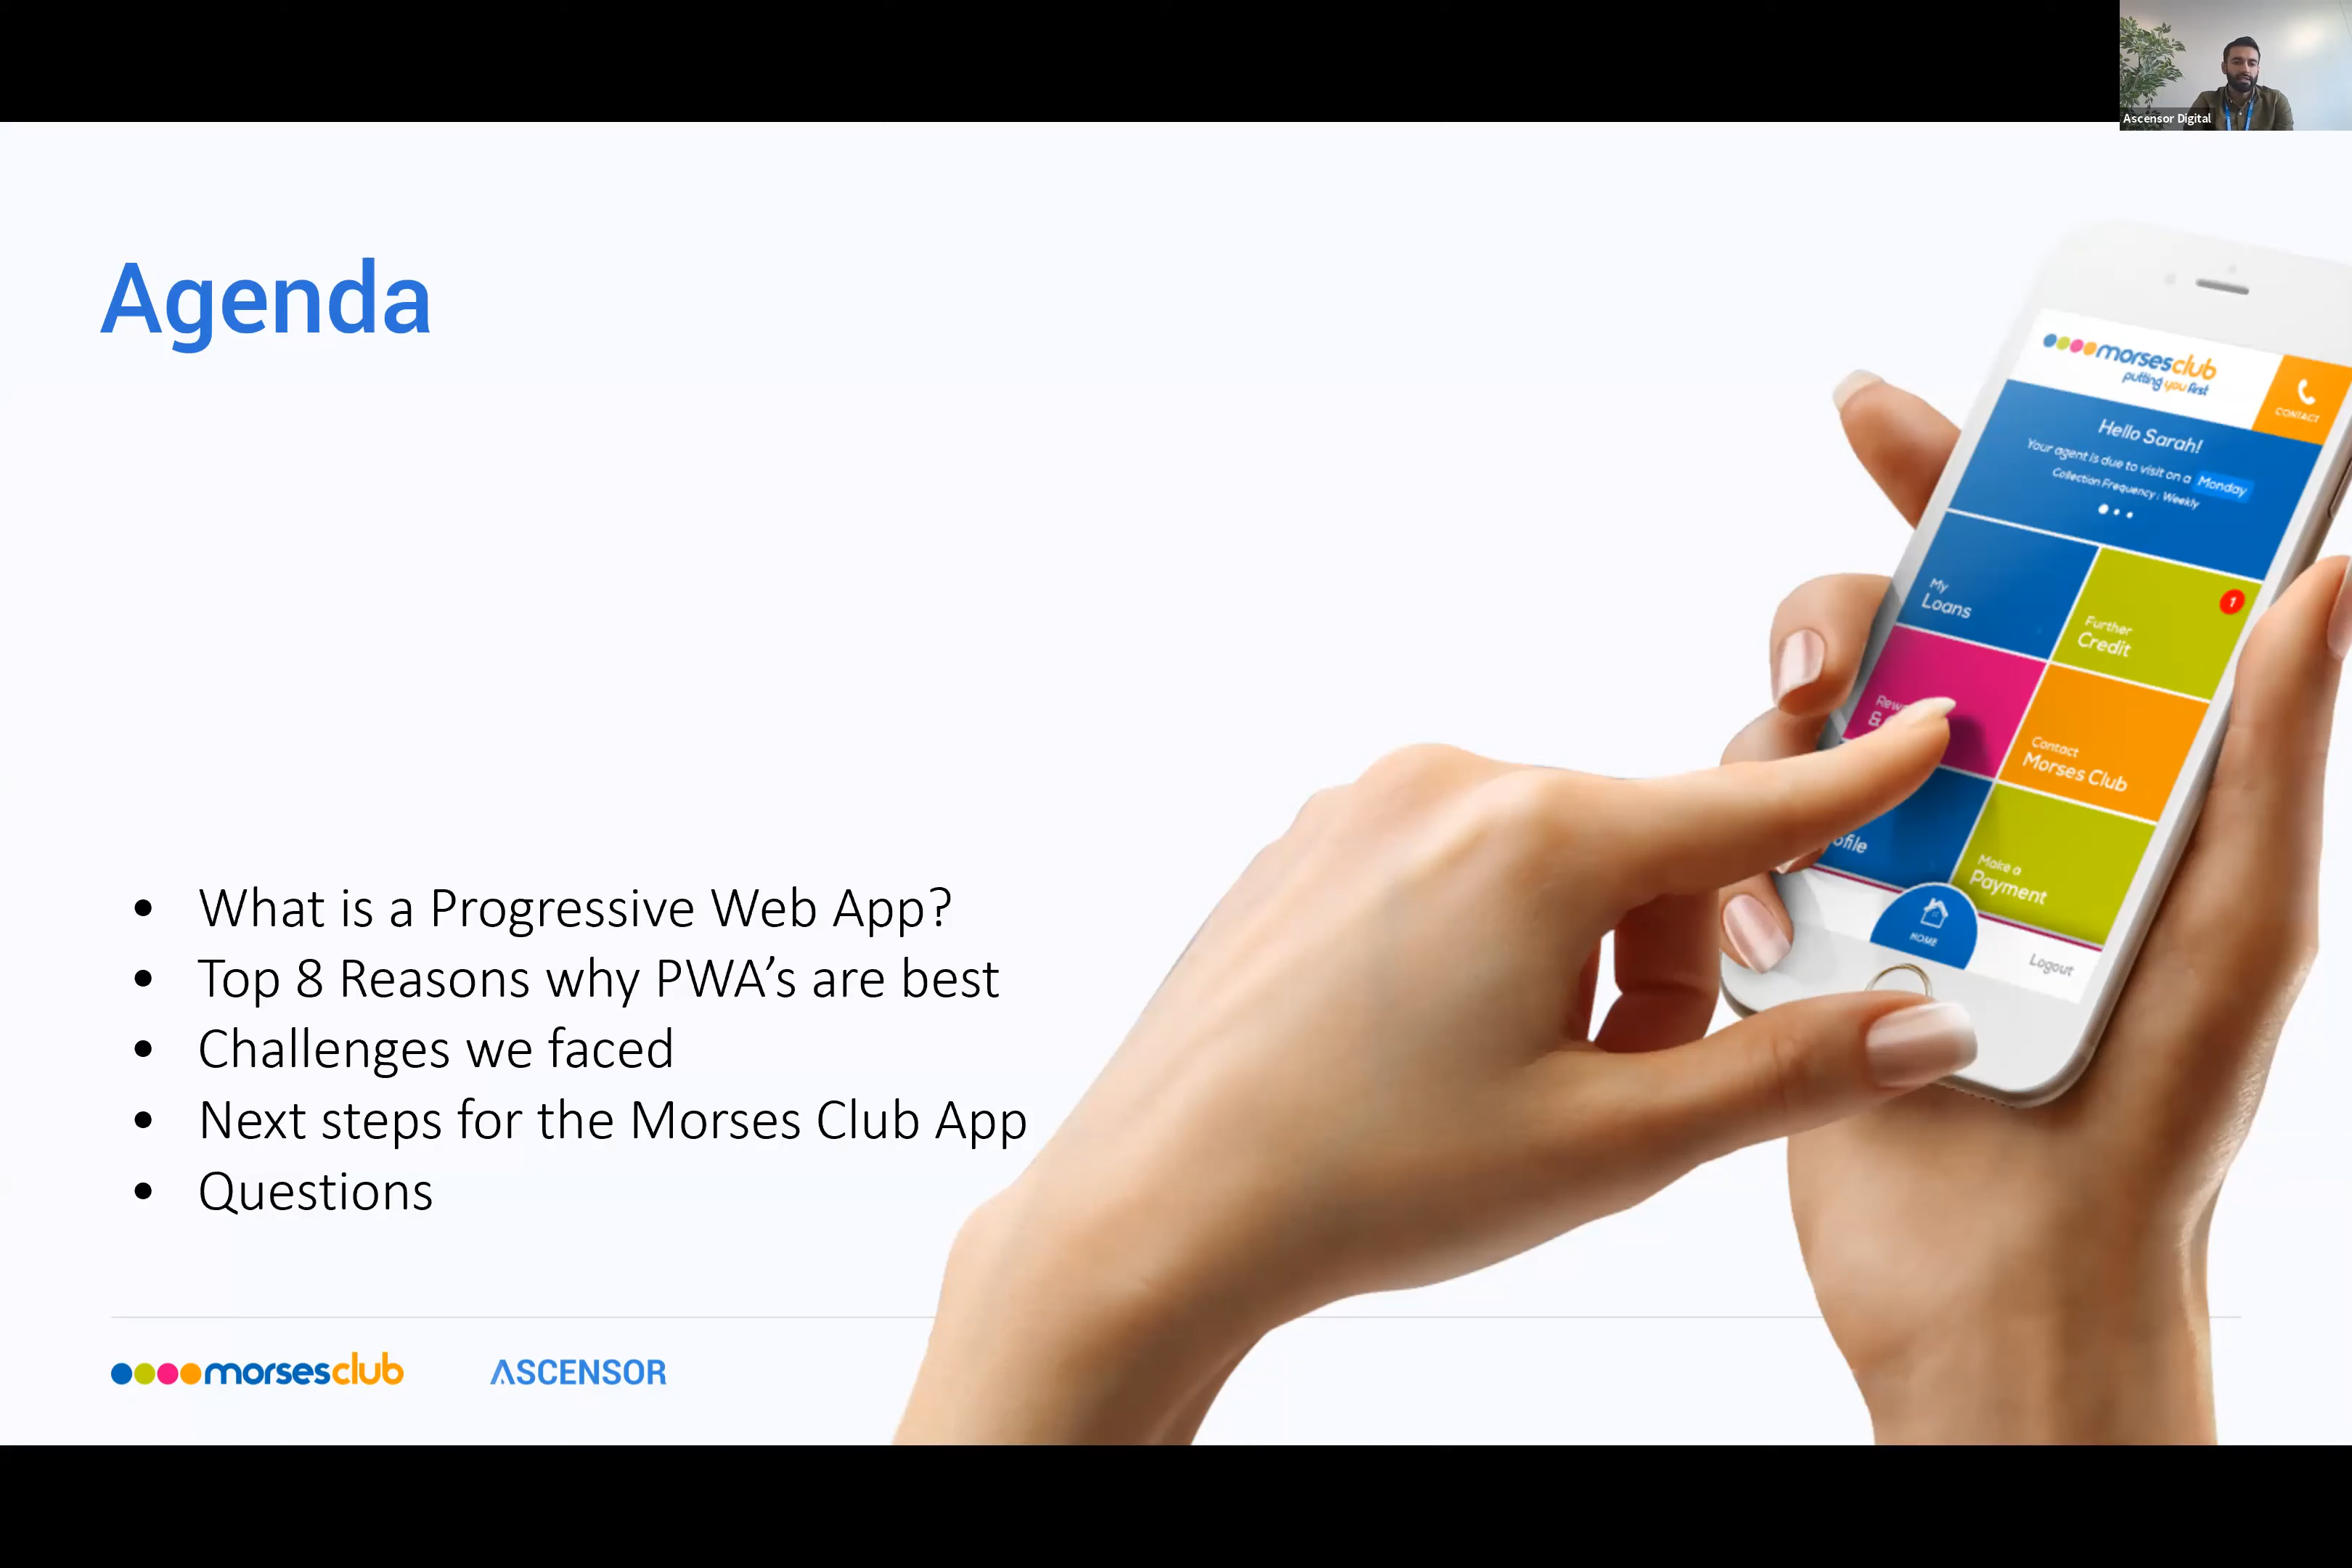 Ascensor Digital
Agenda
morsesclub
putting you first
CONTACT
Hello Sarah!
Your agent is due to visit on a Monday
Collection Frequency : Weekly
My
Loans
1
Further
Credit
&
Contact
Morses Club
Make a
Payment
HOME
Logout
• What is a Progressive Web App?
• Top 8 Reasons why PWA’s are best
• Challenges we faced
• Next steps for the Morses Club App
• Questions
morsesclub
ASCENSOR